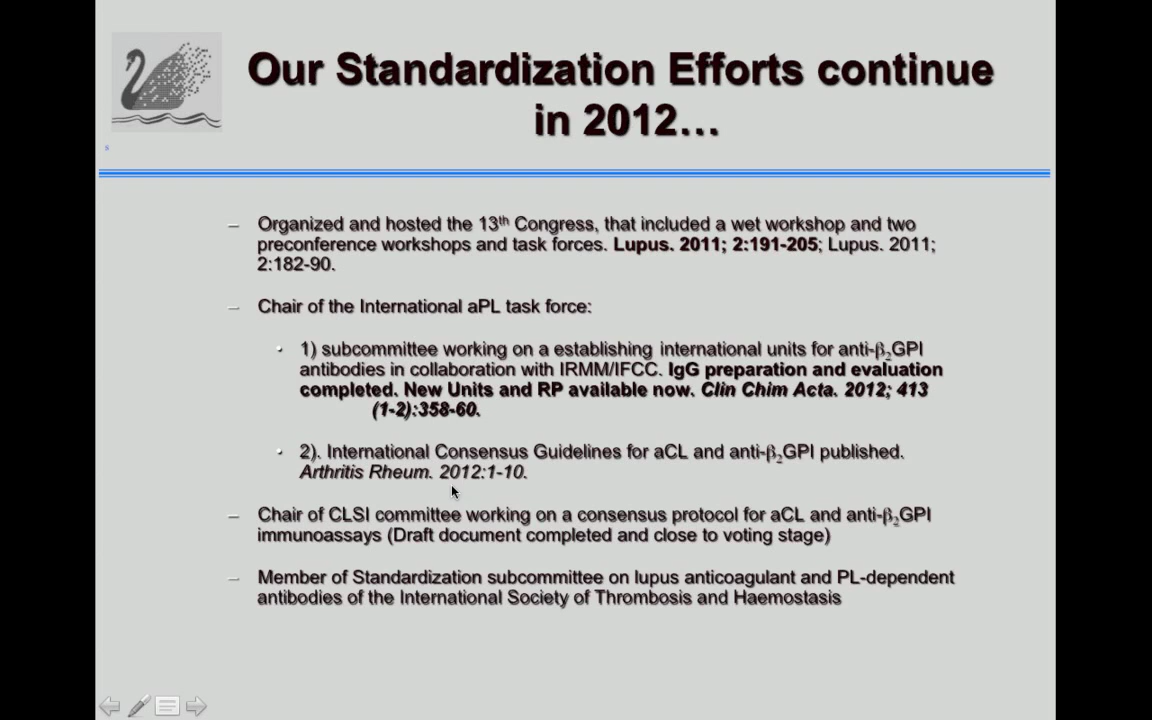 Our Standardization Efforts continue
in 2012…
s
– Organized and hosted the 13th Congress, that included a wet workshop and two
preconference workshops and task forces. Lupus. 2011; 2:191-205; Lupus. 2011;
2:182-90.
– Chair of the International aPL task force:
• 1) subcommittee working on a establishing international units for anti-β₂GPI
antibodies in collaboration with IRMM/IFCC. IgG preparation and evaluation
completed. New Units and RP available now. Clin Chim Acta. 2012; 413
(1-2):358-60.
• 2). International Consensus Guidelines for aCL and anti-β₂GPI published.
Arthritis Rheum. 2012:1-10.
– Chair of CLSI committee working on a consensus protocol for aCL and anti-β₂GPI
immunoassays (Draft document completed and close to voting stage)
– Member of Standardization subcommittee on lupus anticoagulant and PL-dependent
antibodies of the International Society of Thrombosis and Haemostasis